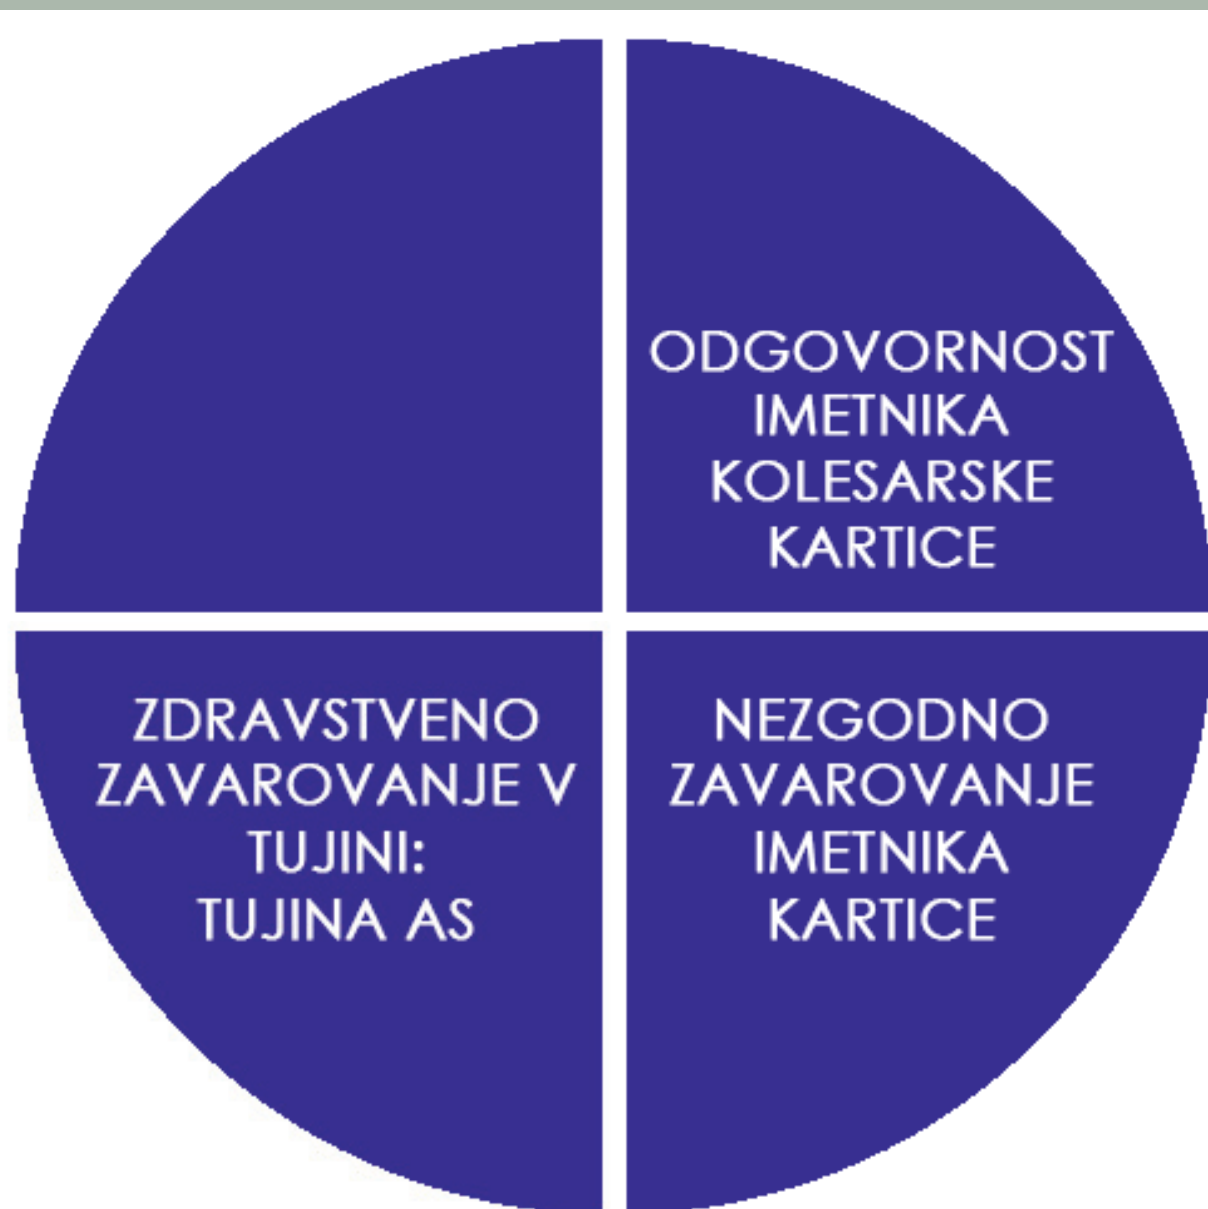 ODGOVORNOST
IMETNIKA
KOLESARSKE
KARTICE
ZDRAVSTVENO
ZAVAROVANJE V
TUJINI:
TUJINA AS
NEZGODNO
ZAVAROVANJE
IMETNIKA
KARTICE